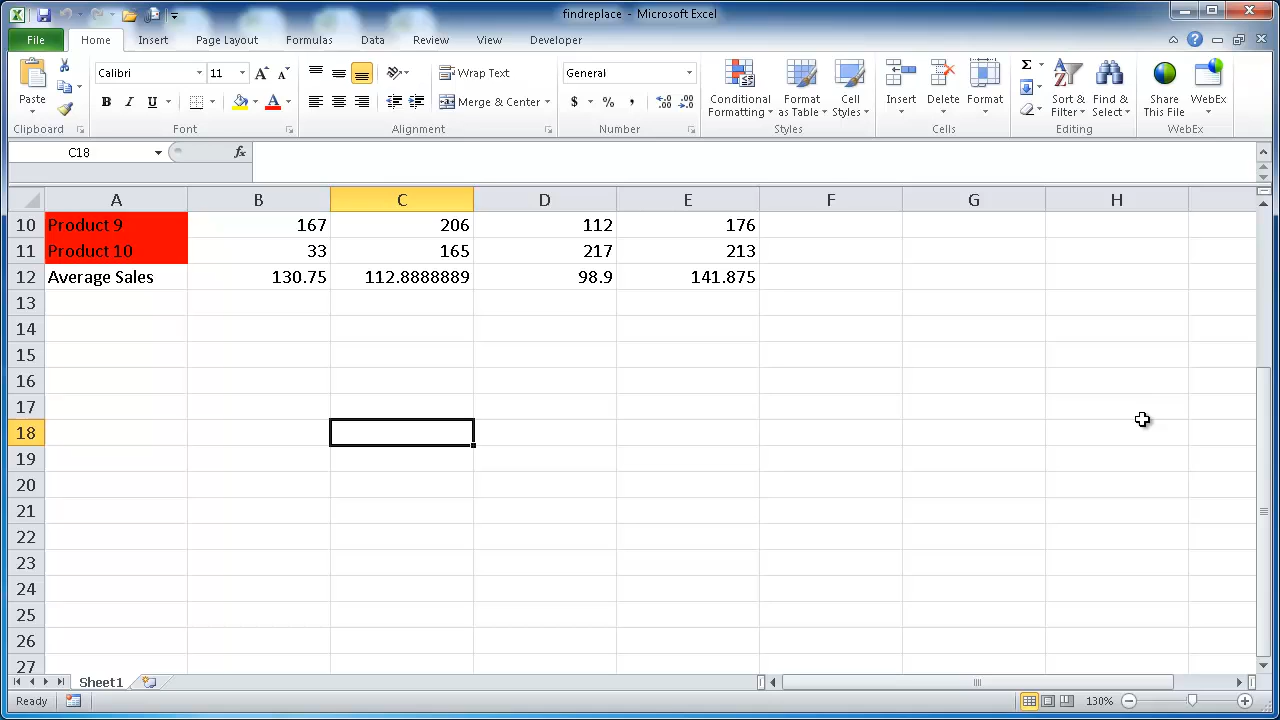 findreplace - Microsoft Excel
File Home Insert Page Layout Formulas Data Review View Developer
Calibri 11 Wrap Text General Σ
Paste Conditional Format Cell Insert Delete Format Sort & Find & Share WebEx
B I U A Merge & Center $ % , Formatting as Table Styles Filter Select This File
Clipboard Font Alignment Number Styles Cells Editing WebEx
C18 fx
A B C D E F G H
10 Product 9 167 206 112 176
11 Product 10 33 165 217 213
12 Average Sales 130.75 112.8888889 98.9 141.875
13
14
15
16
17
18
19
20
21
22
23
24
25
26
27
Sheet1
Ready 130%